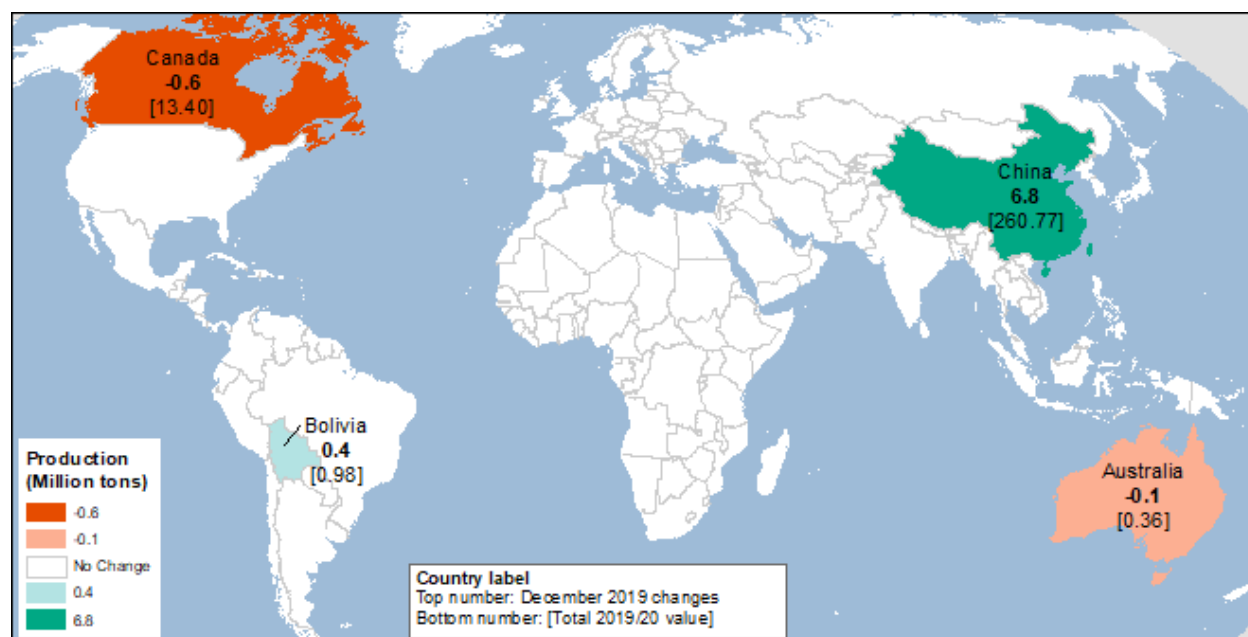 Canada
-0.6
[13.40]
China
6.8
[260.77]
Bolivia
0.4
[0.98]
Australia
-0.1
[0.36]
Production
(Million tons)
-0.6
-0.1
No Change
0.4
6.8
Country label
Top number: December 2019 changes
Bottom number: [Total 2019/20 value]